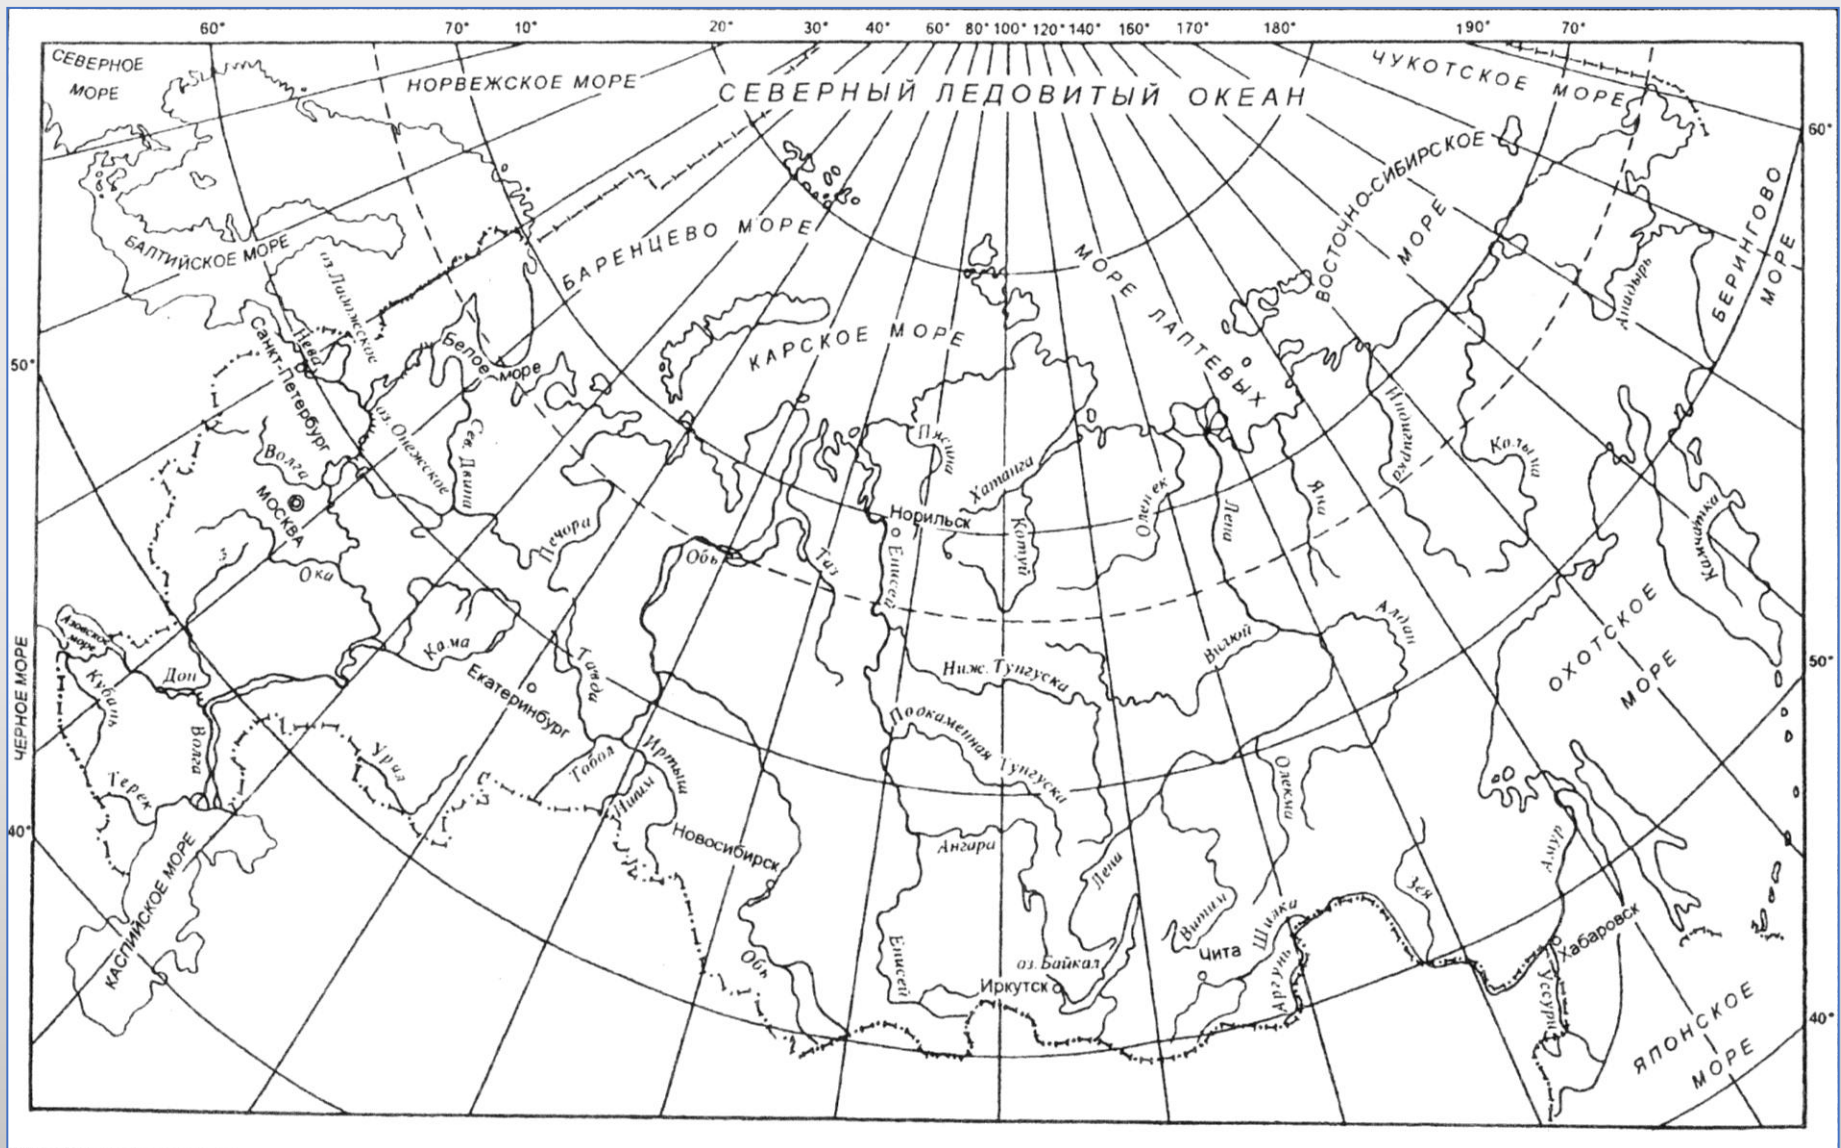 60° 70° 10° 20° 30° 40° 60° 80° 100° 120° 140° 160° 170° 180° 190° 70°
СЕВЕРНОЕ
МОРЕ
НОРВЕЖСКОЕ МОРЕ
СЕВЕРНЫЙ ЛЕДОВИТЫЙ ОКЕАН
ЧУКОТСКОЕ МОРЕ
60°
БАЛТИЙСКОЕ МОРЕ
БАРЕНЦЕВО МОРЕ
КАРСКОЕ МОРЕ
МОРЕ ЛАПТЕВЫХ
ВОСТОЧНО-СИБИРСКОЕ
МОРЕ
БЕРИНГОВО
МОРЕ
Анадырь
оз. Ладожское
Нева
Санкт-Петербург
Белое море
50°
оз. Онежское
Сев. Двина
Волга
МОСКВА
Печора
Пясина
Хатанга
Норильск
Котуй
Оленек
Лена
Яна
Индигирка
Колыма
Камчатка
Ока
Обь
Таз
Енисей
Азовское
море
ЧЕРНОЕ МОРЕ
Кубань
Дон
Кама
Екатеринбург
Тавда
Ниж. Тунгуска
Вилюй
Алдан
ОХОТСКОЕ
МОРЕ
50°
Волга
Терек
Урал
Тобол
Иртыш
Ишим
Подкаменная Тунгуска
Олекма
40°
КАСПИЙСКОЕ МОРЕ
Новосибирск
Ангара
Лена
Витим
Шилка
Зея
Амур
Хабаровск
Обь
Енисей
оз. Байкал
Иркутск
Чита
Аргунь
Уссури
ЯПОНСКОЕ
МОРЕ
40°